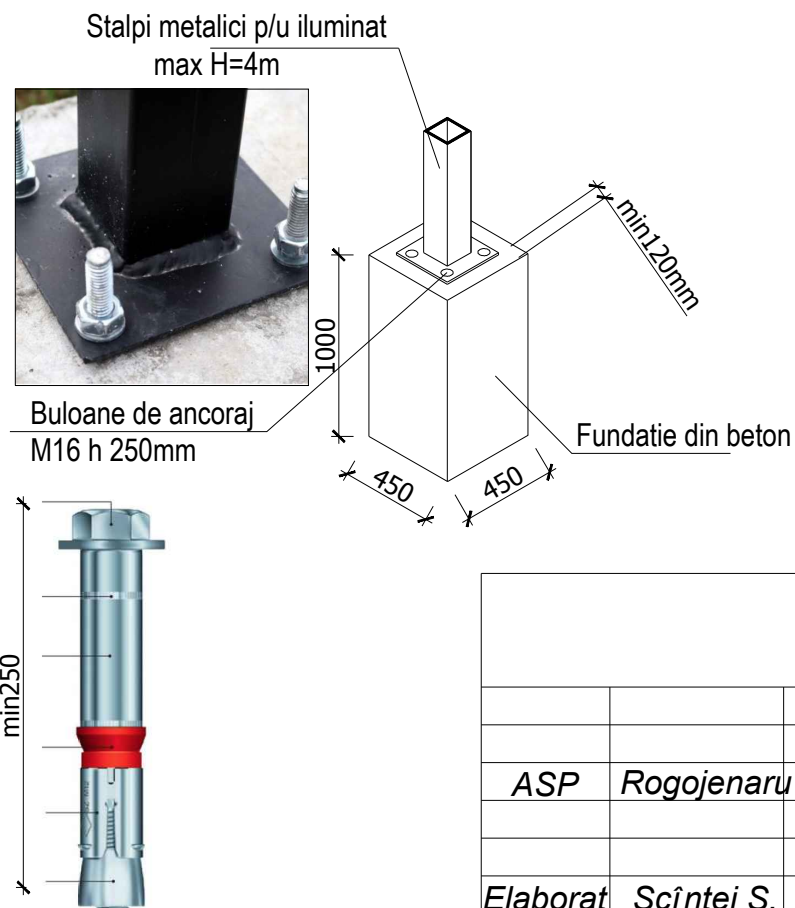 Stalpi metalici p/u iluminat
max H=4m
min120mm
1000
Buloane de ancoraj
M16 h 250mm
Fundatie din beton
450
450
min250
ASP Rogojenaru
Elaborat Scîntei S.